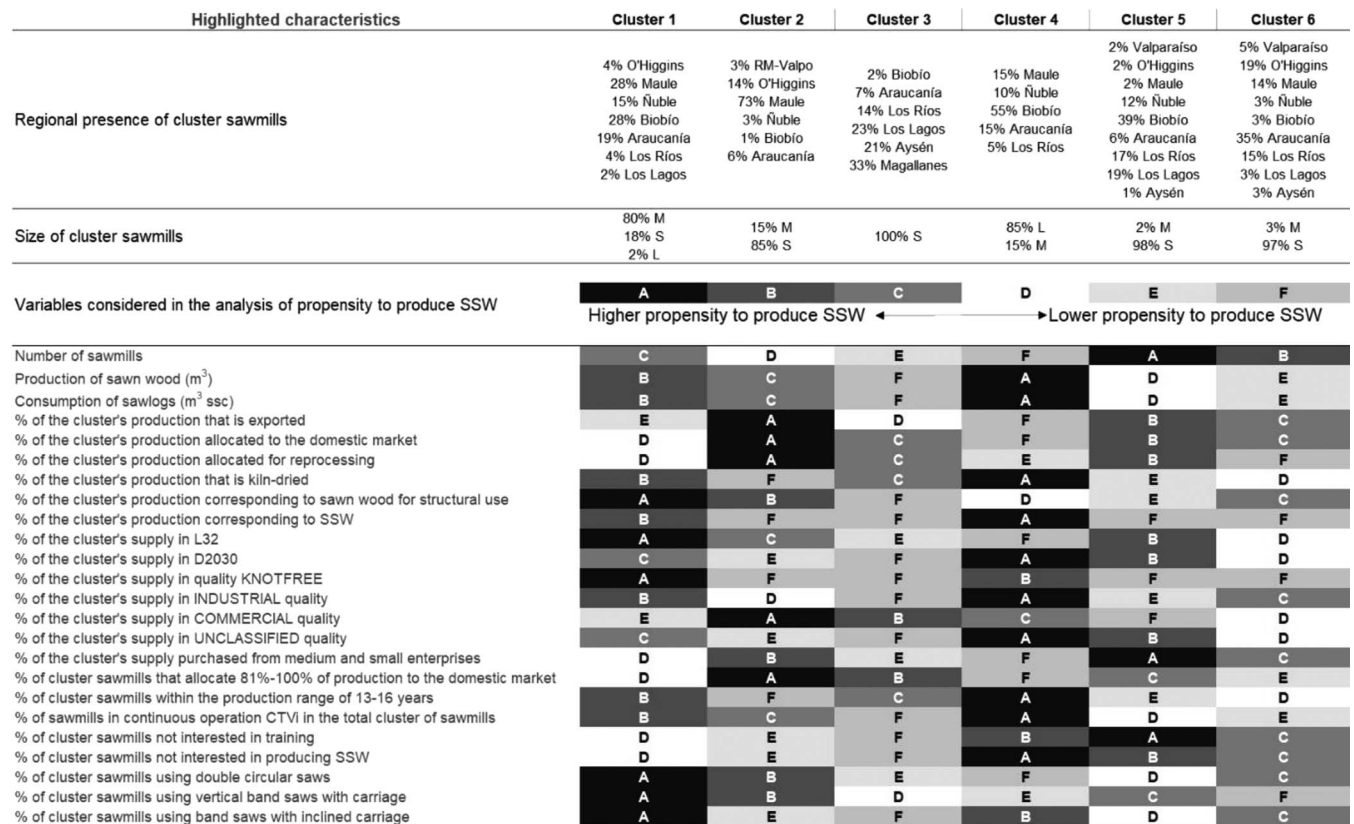 Highlighted characteristics Cluster 1 Cluster 2 Cluster 3 Cluster 4 Cluster 5 Cluster 6
Regional presence of cluster sawmills
4% O'Higgins
28% Maule
15% Ñuble
28% Biobío
19% Araucanía
4% Los Ríos
2% Los Lagos
3% RM-Valpo
14% O'Higgins
73% Maule
3% Ñuble
1% Biobío
6% Araucanía
2% Biobío
7% Araucanía
14% Los Ríos
23% Los Lagos
21% Aysén
33% Magallanes
15% Maule
10% Ñuble
55% Biobío
15% Araucanía
5% Los Ríos
2% Valparaíso
2% O'Higgins
2% Maule
12% Ñuble
39% Biobío
6% Araucanía
17% Los Ríos
19% Los Lagos
1% Aysén
5% Valparaíso
19% O'Higgins
14% Maule
3% Ñuble
3% Biobío
35% Araucanía
15% Los Ríos
3% Los Lagos
3% Aysén
Size of cluster sawmills
80% M
18% S
2% L
15% M
85% S
100% S
85% L
15% M
2% M
98% S
3% M
97% S
Variables considered in the analysis of propensity to produce SSW A B C D E F
Higher propensity to produce SSW ◄───► Lower propensity to produce SSW
Number of sawmills C D E F A B
Production of sawn wood (m³) B C F A D E
Consumption of sawlogs (m³ ssc) B C F A D E
% of the cluster's production that is exported E A D F B C
% of the cluster's production allocated to the domestic market D A C F B C
% of the cluster's production allocated for reprocessing D A C E B F
% of the cluster's production that is kiln-dried B F C A E D
% of the cluster's production corresponding to sawn wood for structural use A B F D E C
% of the cluster's production corresponding to SSW B F F A F F
% of the cluster's supply in L32 A C E F B D
% of the cluster's supply in D2030 C E F A B D
% of the cluster's supply in quality KNOTFREE A F F B F F
% of the cluster's supply in INDUSTRIAL quality B D F A E C
% of the cluster's supply in COMMERCIAL quality E A B C F D
% of the cluster's supply in UNCLASSIFIED quality C E F A B D
% of the cluster's supply purchased from medium and small enterprises D B E F A C
% of cluster sawmills that allocate 81%-100% of production to the domestic market D A B F C E
% of cluster sawmills within the production range of 13-16 years B F C A E D
% of sawmills in continuous operation CTVi in the total cluster of sawmills B C F A D E
% of cluster sawmills not interested in training D E F B A C
% of cluster sawmills not interested in producing SSW D E F A B C
% of cluster sawmills using double circular saws A B E F D C
% of cluster sawmills using vertical band saws with carriage A B D E C F
% of cluster sawmills using band saws with inclined carriage A E F B D C